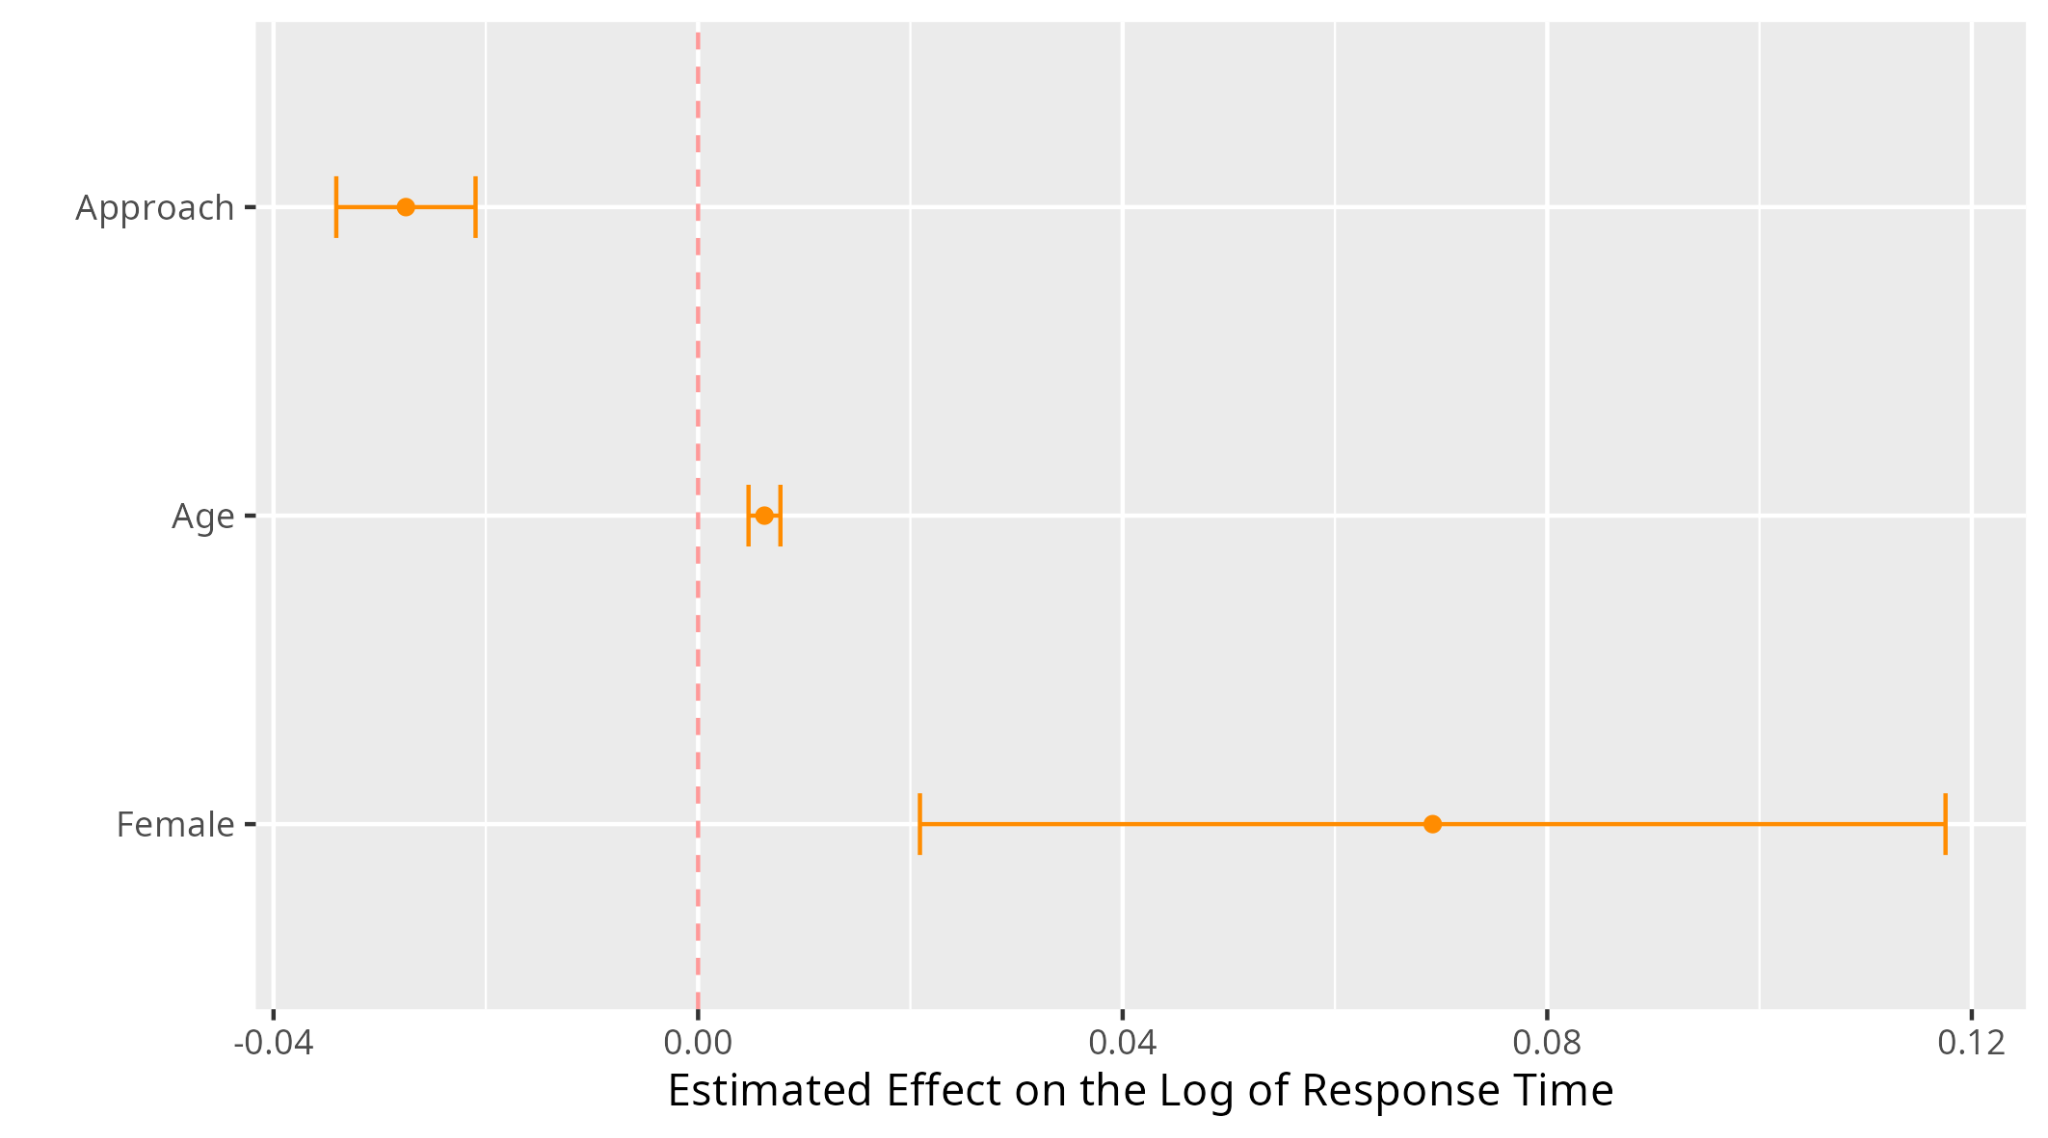 Approach
Age
Female
-0.04 0.00 0.04 0.08 0.12
Estimated Effect on the Log of Response Time